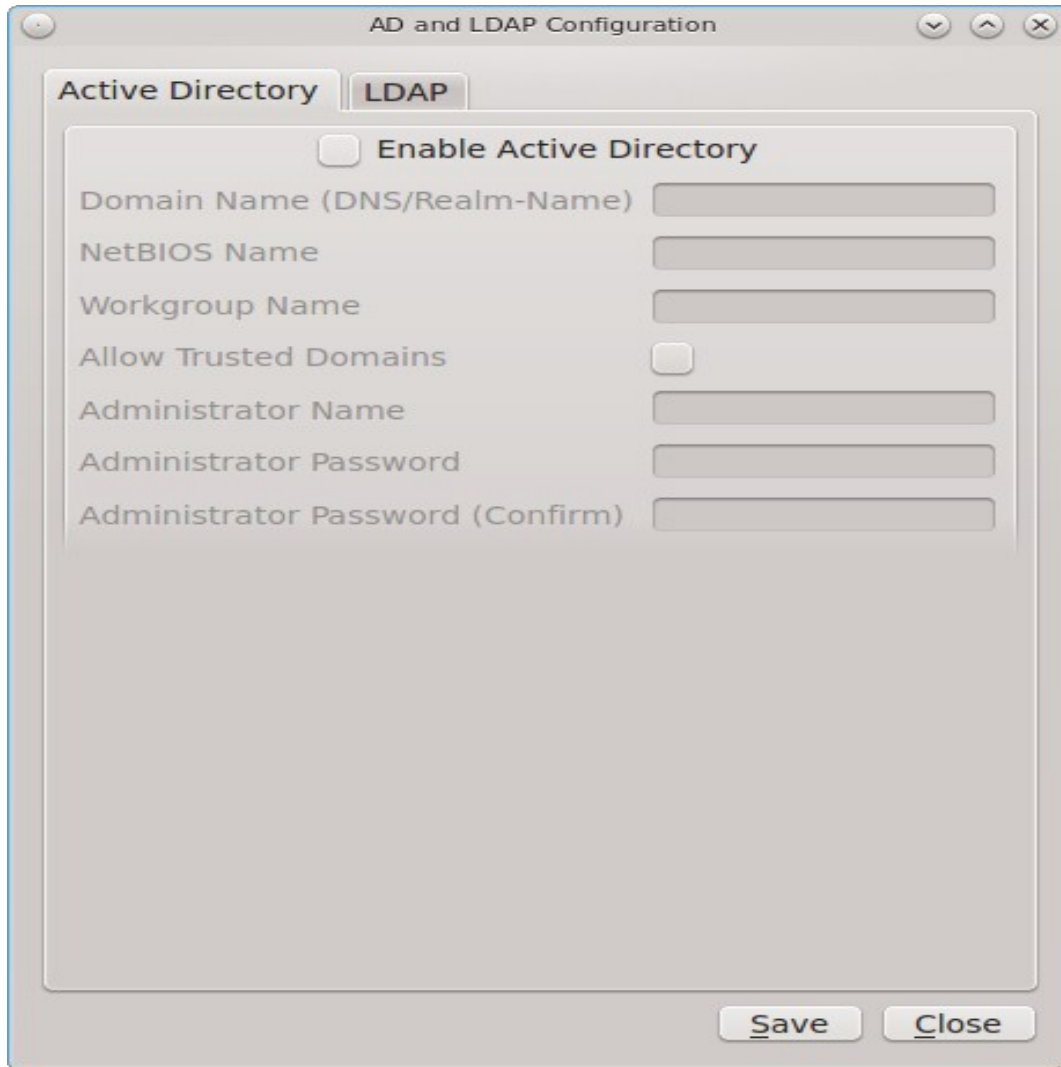 AD and LDAP Configuration
Active Directory LDAP
Enable Active Directory
Domain Name (DNS/Realm-Name)
NetBIOS Name
Workgroup Name
Allow Trusted Domains
Administrator Name
Administrator Password
Administrator Password (Confirm)
Save Close